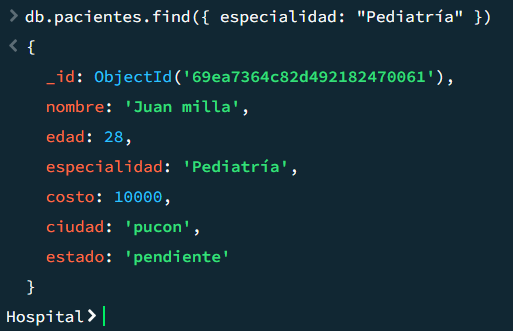 > db.pacientes.find({ especialidad: "Pediatría" })
< {
_id: ObjectId('69ea7364c82d492182470061'),
nombre: 'Juan milla',
edad: 28,
especialidad: 'Pediatría',
costo: 10000,
ciudad: 'pucon',
estado: 'pendiente'
}
Hospital>